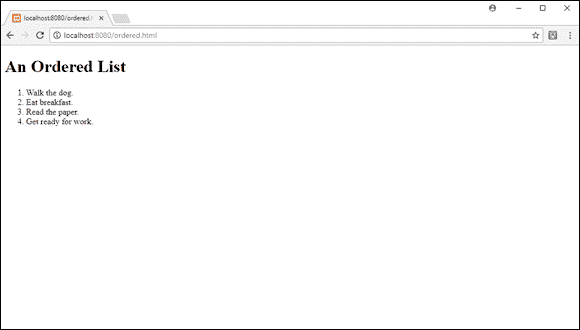 localhost:8080/ordered.h
localhost:8080/ordered.html
An Ordered List
1. Walk the dog.
2. Eat breakfast.
3. Read the paper.
4. Get ready for work.